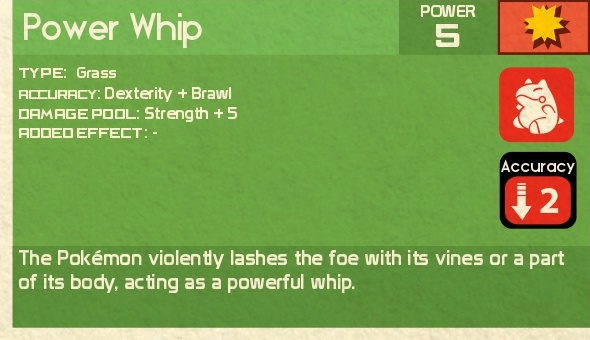 Power Whip
POWER
5
TYPE: Grass
ACCURACY: Dexterity + Brawl
DAMAGE POOL: Strength + 5
ADDED EFFECT: -
Accuracy
2
The Pokémon violently lashes the foe with its vines or a part
of its body, acting as a powerful whip.